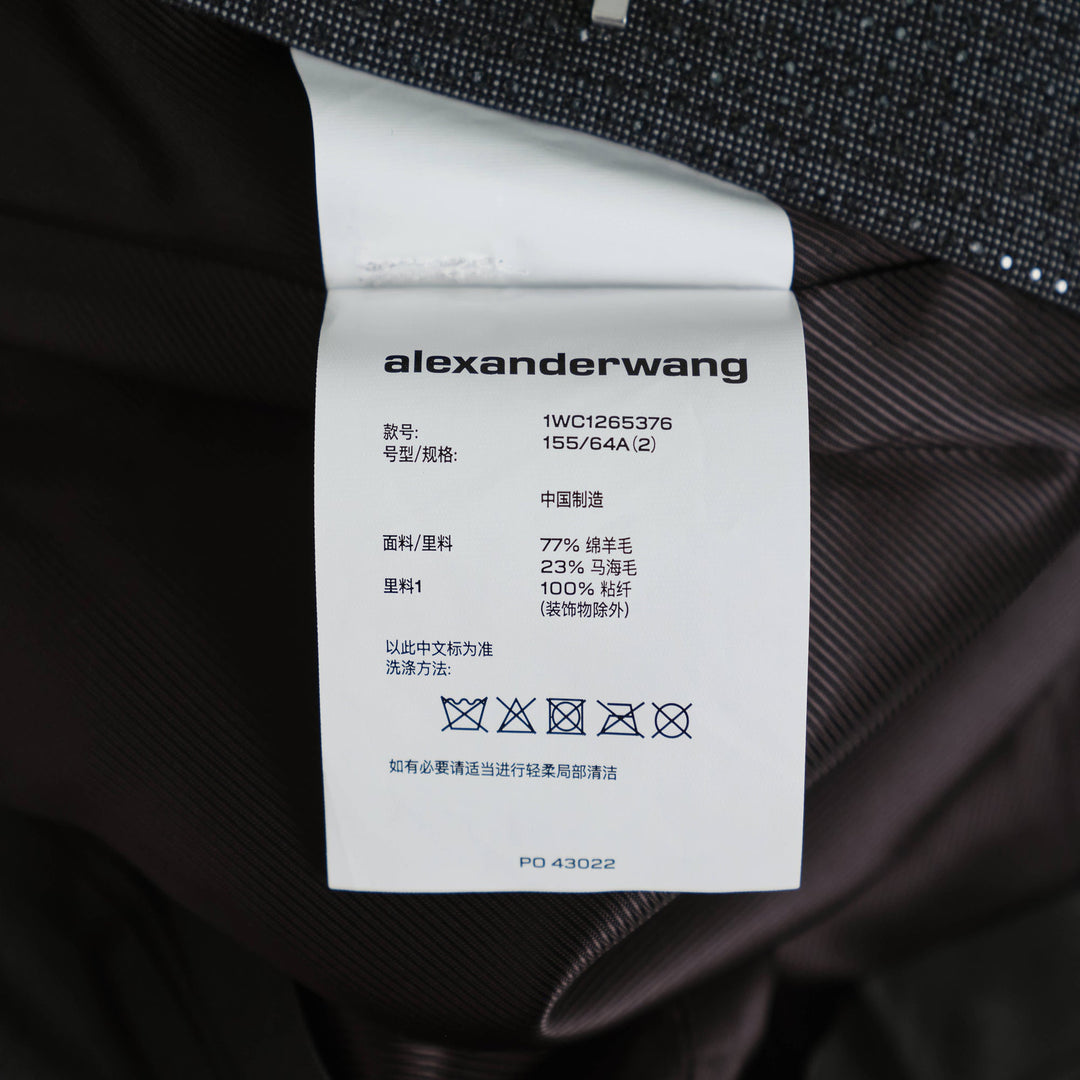 alexanderwang
款号: 1WC1265376
号型/规格: 155/64A(2)
中国制造
面料/里料 77% 绵羊毛
23% 马海毛
里料1 100% 粘纤
(装饰物除外)
以此中文标为准
洗涤方法:
如有必要请适当进行轻柔局部清洁
PO 43022